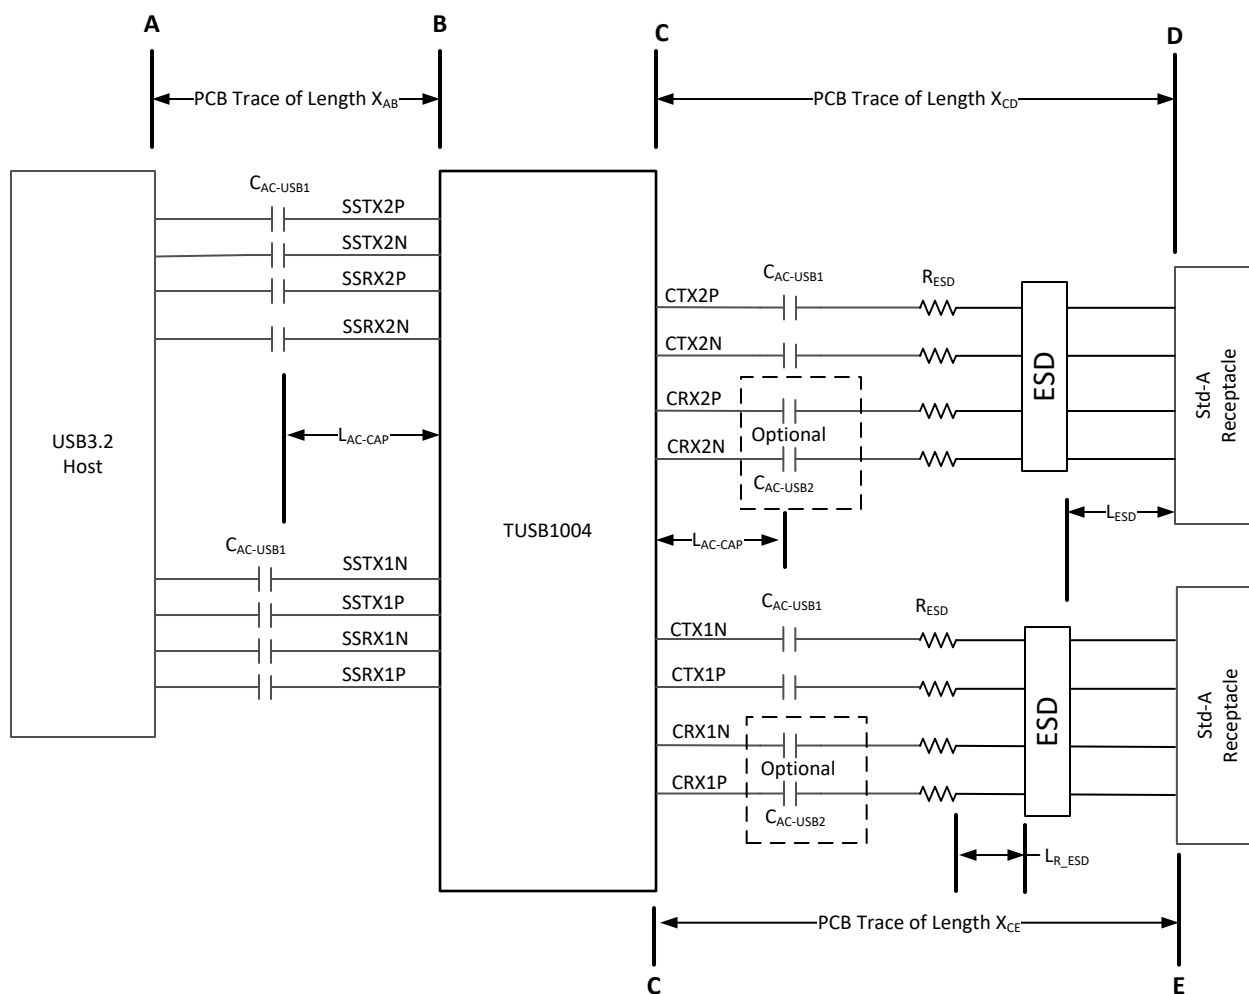 A
B
C
D
PCB Trace of Length XAB
PCB Trace of Length XCD
CAC-USB1
SSTX2P
SSTX2N
SSRX2P
SSRX2N
CAC-USB1
RESD
CTX2P
CTX2N
CRX2P
Optional
CRX2N
CAC-USB2
ESD
Std-A
Receptacle
USB3.2
Host
LAC-CAP
TUSB1004
LAC-CAP
LESD
CAC-USB1
SSTX1N
SSTX1P
SSRX1N
SSRX1P
CAC-USB1
RESD
CTX1N
CTX1P
CRX1N
Optional
CRX1P
CAC-USB2
ESD
Std-A
Receptacle
LR_ESD
PCB Trace of Length XCE
C
E